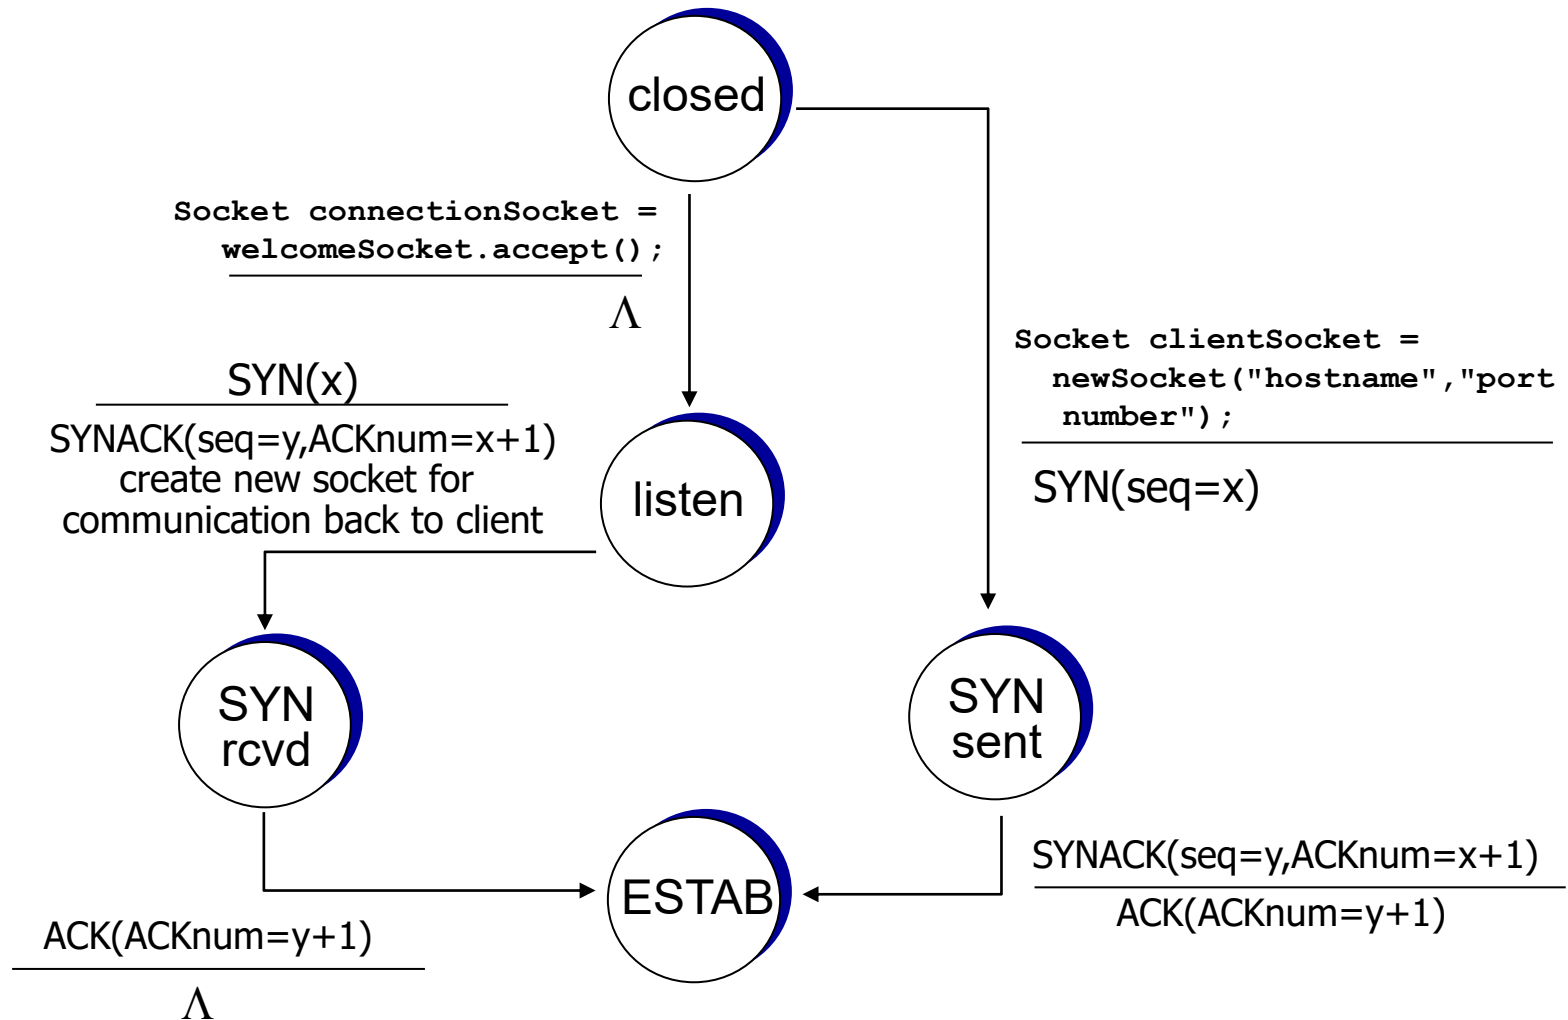 closed
Socket connectionSocket =
welcomeSocket.accept();
Λ
Socket clientSocket =
newSocket("hostname","port
number");
SYN(seq=x)
SYN(x)
SYNACK(seq=y,ACKnum=x+1)
create new socket for
communication back to client
listen
SYN
rcvd
SYN
sent
ESTAB
SYNACK(seq=y,ACKnum=x+1)
ACK(ACKnum=y+1)
ACK(ACKnum=y+1)
Λ